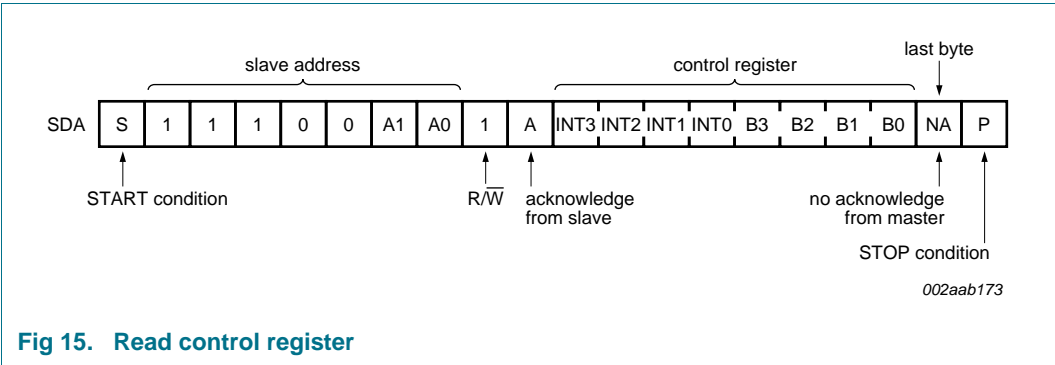 last byte
slave address control register
SDA S 1 1 1 0 0 A1 A0 1 A INT3 INT2 INT1 INT0 B3 B2 B1 B0 NA P
START condition R/W̅ acknowledge from slave no acknowledge from master
STOP condition
002aab173
Fig 15. Read control register